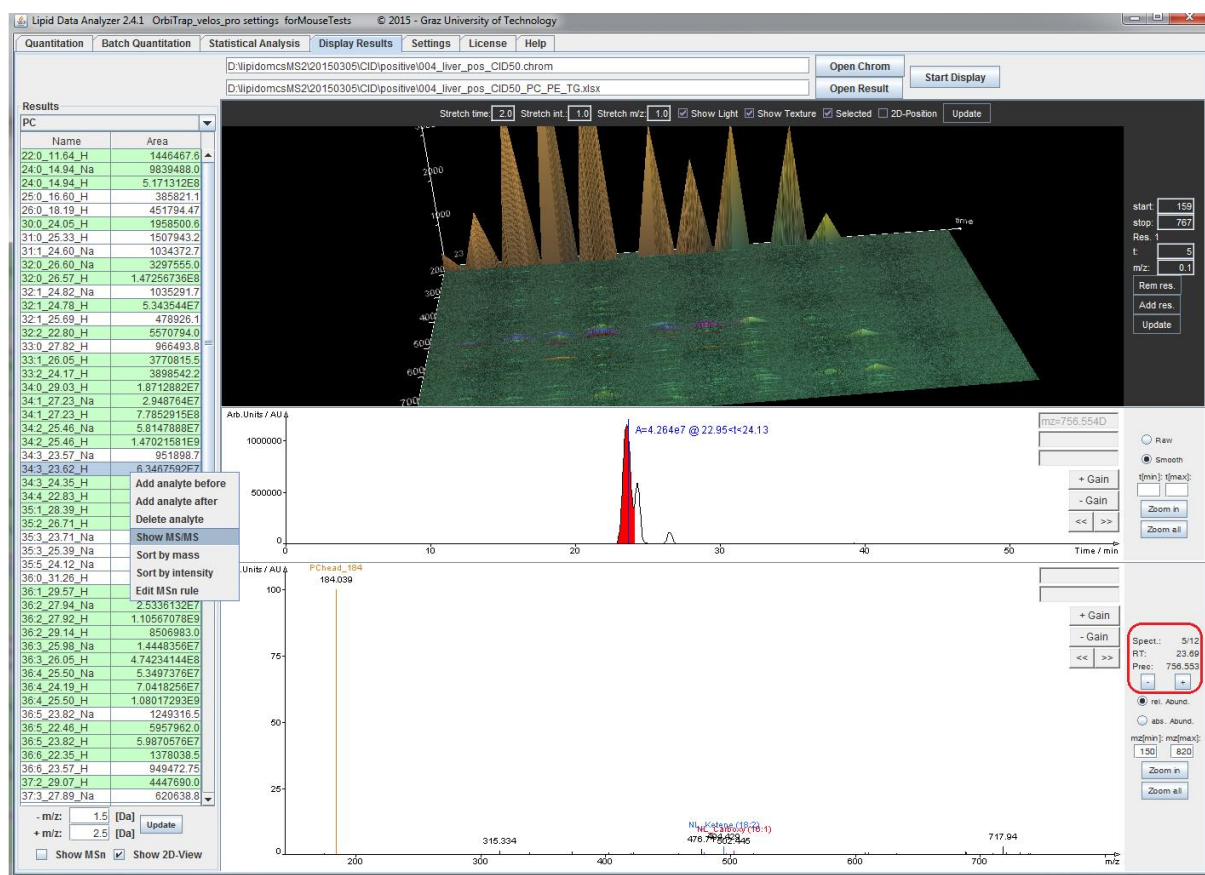 Lipid Data Analyzer 2.4.1 OrbiTrap_velos_pro settings forMouseTests © 2015 - Graz University of Technology
Quantitation Batch Quantitation Statistical Analysis Display Results Settings License Help
D:\lipidomcsMS2\20150305\CID\positive\004_liver_pos_CID50.chrom Open Chrom
D:\lipidomcsMS2\20150305\CID\positive\004_liver_pos_CID50_PC_PE_TG.xlsx Open Result
Start Display
Results
PC
Name Area
22:0_11.64_H 1446467.6
24:0_14.94_Na 9839488.0
24:0_14.94_H 5.171312E8
25:0_16.60_H 385821.1
26:0_18.19_H 451794.47
30:0_24.05_H 1958500.6
31:0_25.33_H 1507943.2
31:1_24.60_Na 1034372.7
32:0_26.60_Na 3297555.0
32:0_26.57_H 1.47256736E8
32:1_24.82_Na 1035291.7
32:1_24.78_H 5.343544E7
32:1_25.69_H 478926.1
32:2_22.80_H 5570794.0
33:0_27.82_H 966493.8
33:1_26.05_H 3770815.5
33:2_24.17_H 3898542.2
34:0_29.03_H 1.8712882E7
34:1_27.23_Na 2.948764E7
34:1_27.23_H 7.7852915E8
34:2_25.46_Na 5.8147888E7
34:2_25.46_H 1.47021581E9
34:3_23.57_Na 951898.7
34:3_23.62_H 6.3467592E7
34:3_24.35_H
34:4_22.83_H
35:1_28.39_H
35:2_26.71_H
35:3_23.71_Na
35:3_25.39_Na
35:5_24.12_Na
36:0_31.26_H
36:1_29.57_H
36:2_27.94_Na 2.5336132E7
36:2_27.92_H 1.10567078E9
36:2_29.14_H 8506983.0
36:3_25.98_Na 1.4448356E7
36:3_26.05_H 4.74234144E8
36:4_25.50_Na 5.3497376E7
36:4_24.19_H 7.0418256E7
36:4_25.50_H 1.08017293E9
36:5_23.82_Na 1249316.5
36:5_22.46_H 5957962.0
36:5_23.82_H 5.9870576E7
36:6_22.35_H 1378038.5
36:6_23.57_H 949472.75
37:2_29.07_H 4447690.0
37:3_27.89_Na 620638.8
Add analyte before
Add analyte after
Delete analyte
Show MS/MS
Sort by mass
Sort by intensity
Edit MSn rule
- m/z: 1.5 [Da]
+ m/z: 2.5 [Da]
Update
Show MSn Show 2D-View
Stretch time: 2.0 Stretch int.: 1.0 Stretch m/z: 1.0 Show Light Show Texture Selected 2D-Position Update
2000
1000
23
time
200
300
400
500
600
700
start: 159
stop: 767
Res. 1
t: 5
m/z: 0.1
Rem res.
Add res.
Update
Arb.Units / AU
1000000
500000
0
A=4.264e7 @ 22.95<t<24.13
0 10 20 30 40 50 Time / min
mz=756.554D
+ Gain
- Gain
<< >>
Raw
Smooth
t[min]: t[max]:
Zoom in
Zoom all
.Units / AU
PChead_184
184.039
100
75
50
25
0
315.334
NL_Ketene (18:2)
NL_Carboxy (16:1)
717.94
200 300 400 500 600 700 m/z
+ Gain
- Gain
<< >>
Spect.: 5/12
RT: 23.69
Prec: 756.553
- +
rel. Abund.
abs. Abund.
mz[min]: mz[max]:
150 820
Zoom in
Zoom all